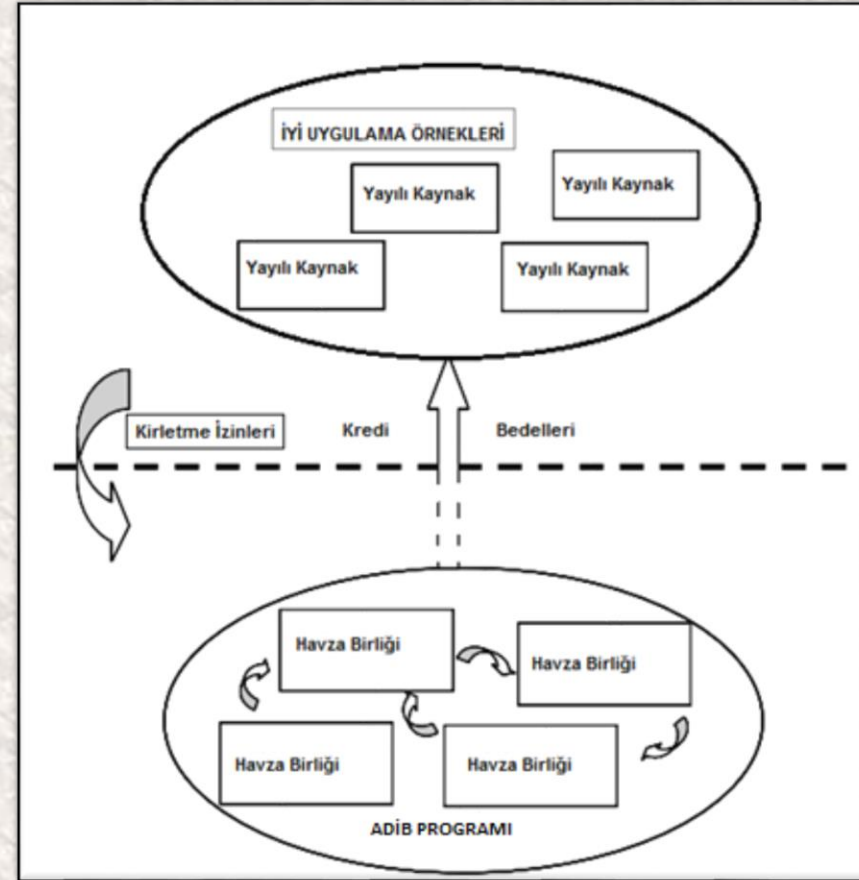 İYİ UYGULAMA ÖRNEKLERİ
Yayılı Kaynak
Yayılı Kaynak
Yayılı Kaynak
Yayılı Kaynak
Kirletme İzinleri
Kredi
Bedelleri
Havza Birliği
Havza Birliği
Havza Birliği
Havza Birliği
ADİB PROGRAMI